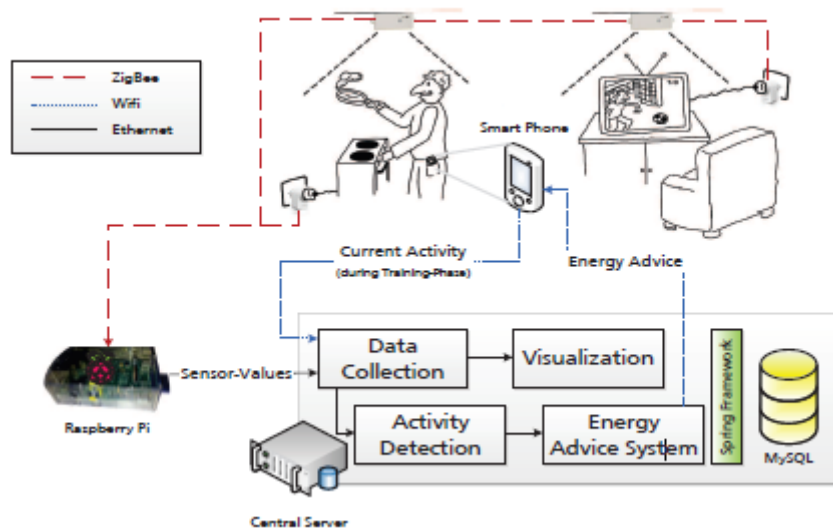 ZigBee
Wifi
Ethernet
Smart Phone
Current Activity
(during Training-Phase)
Energy Advice
Data
Collection
Visualization
Sensor-Values
Activity
Detection
Energy
Advice System
Spring Framework
MySQL
Raspberry Pi
Central Server